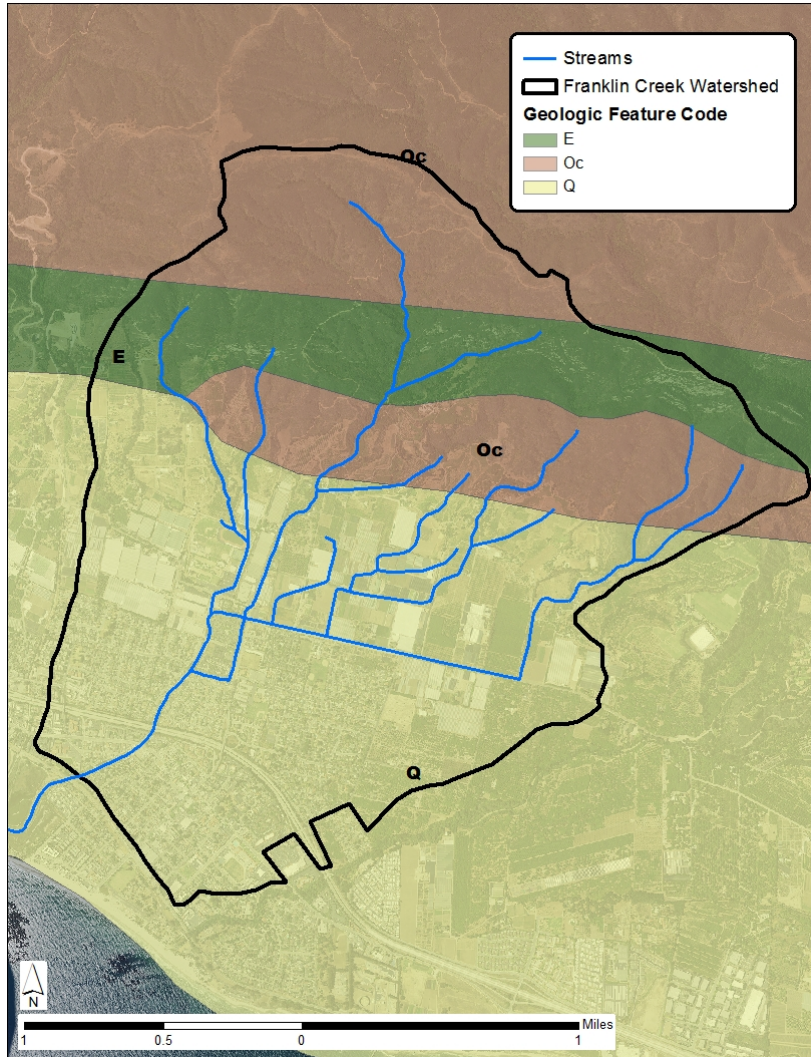 Streams
Franklin Creek Watershed
Geologic Feature Code
E
Oc
Q
Oc
E
Oc
Q
N
Miles
1 0.5 0 1